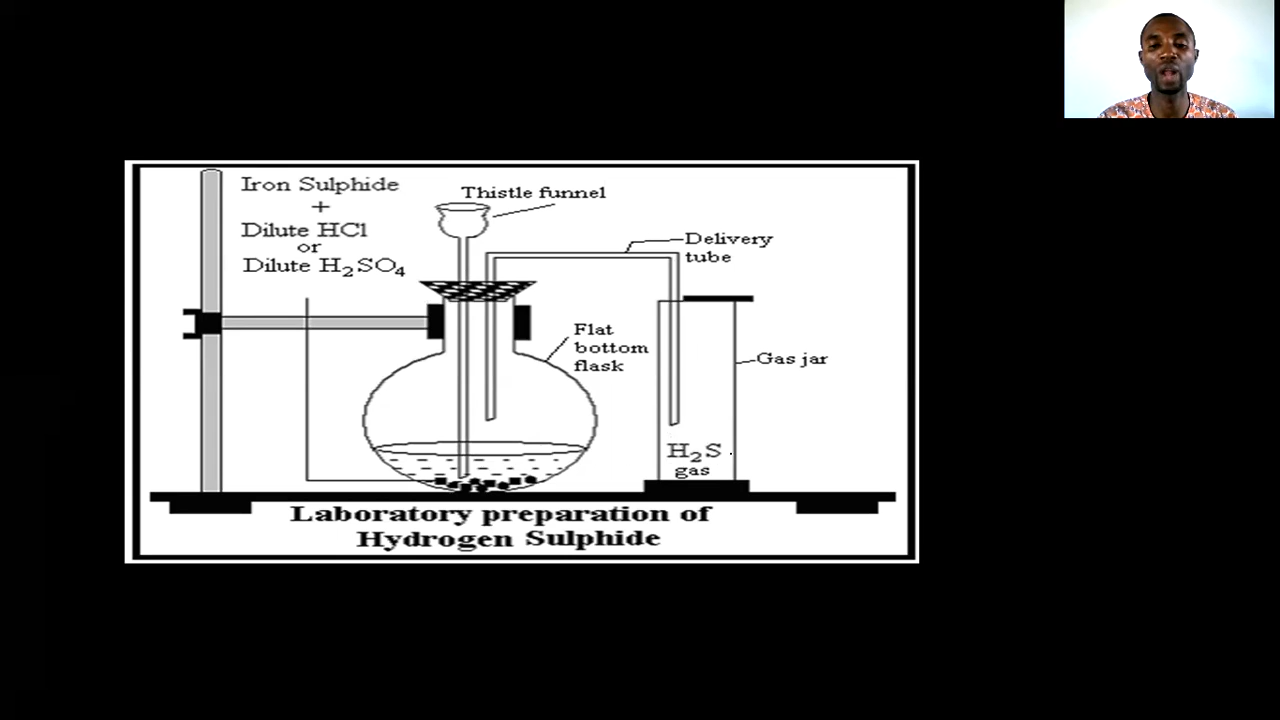 Iron Sulphide
+
Dilute HCl
or
Dilute H₂SO₄
Thistle funnel
Delivery
tube
Flat
bottom
flask
Gas jar
H₂S
gas
Laboratory preparation of
Hydrogen Sulphide